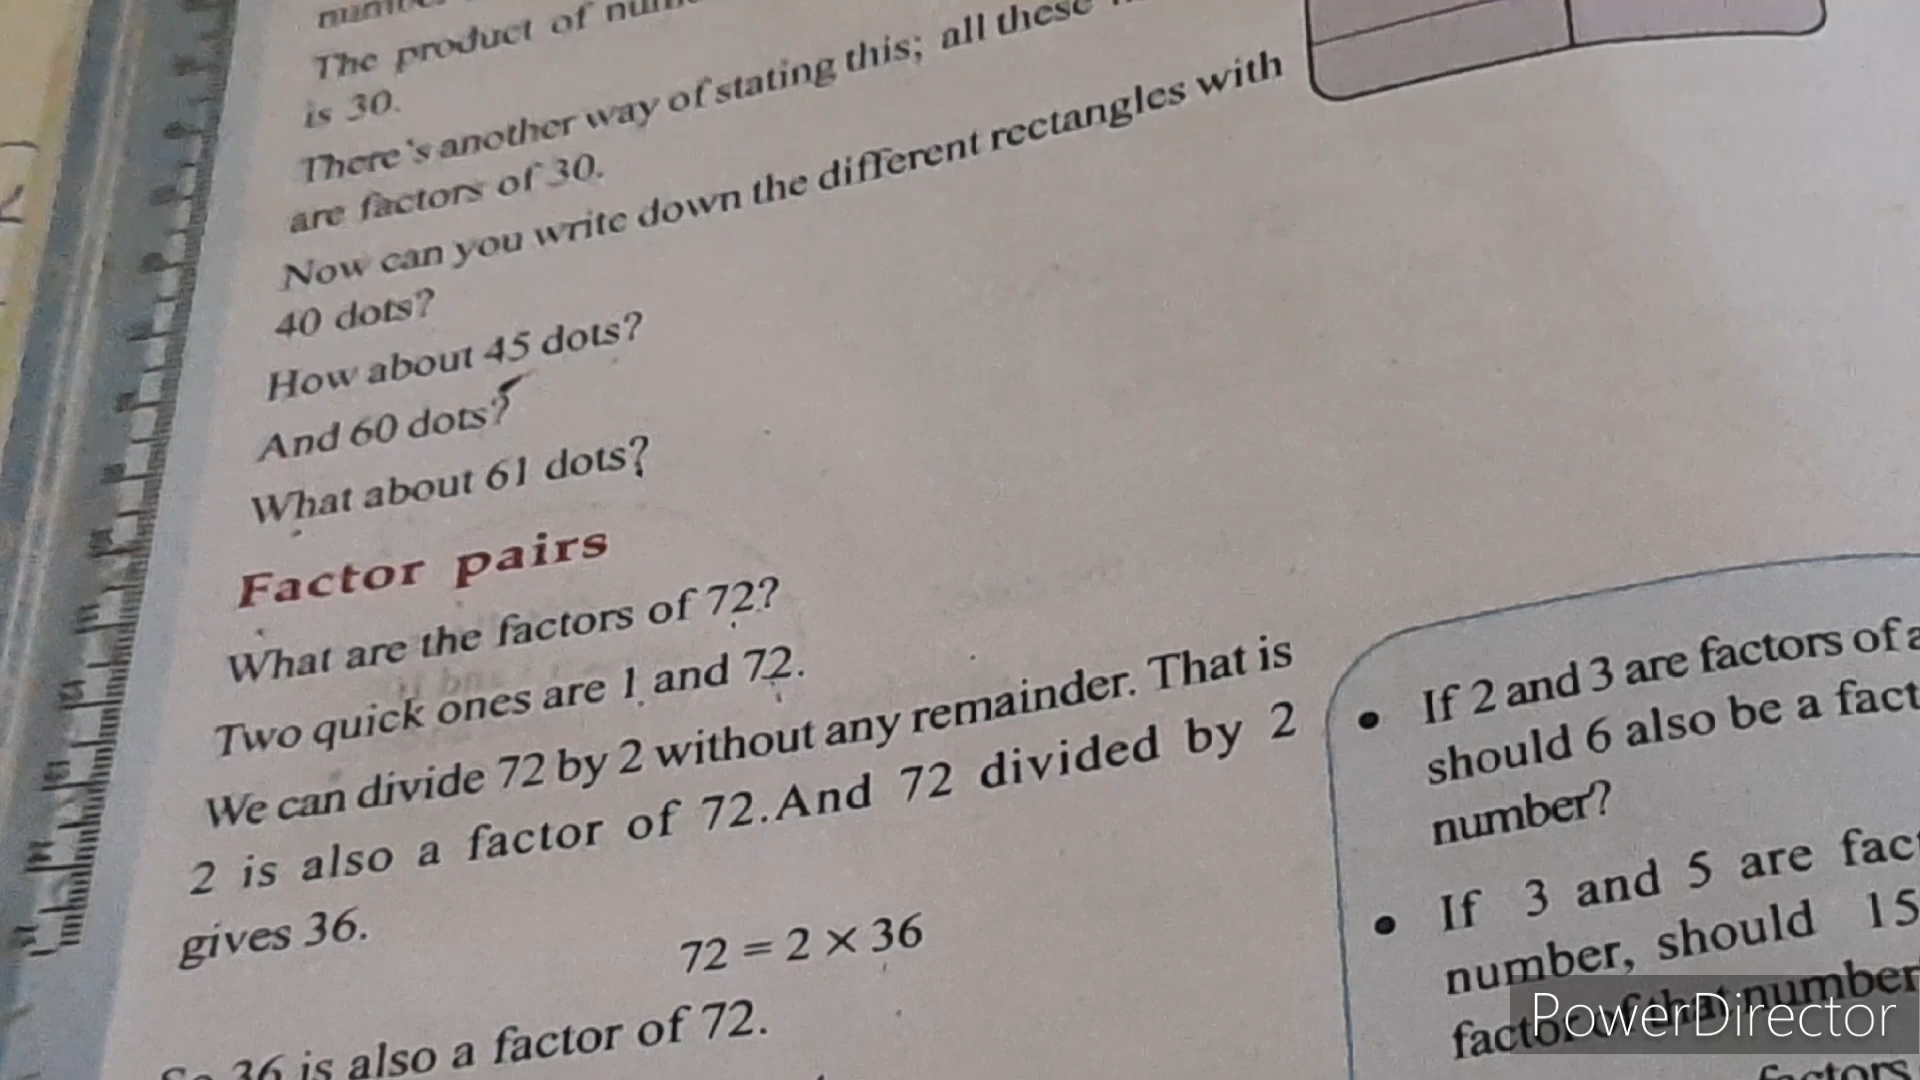 The product of
is 30.
There's another way of stating this; all these
are factors of 30.
Now can you write down the different rectangles with
40 dots?
How about 45 dots?
And 60 dots?
What about 61 dots?
Factor pairs
What are the factors of 72?
Two quick ones are 1 and 72.
We can divide 72 by 2 without any remainder. That is
2 is also a factor of 72.And 72 divided by 2
gives 36.
72 = 2 × 36
36 is also a factor of 72.
• If 2 and 3 are factors of
should 6 also be a
number?
• If 3 and 5 are
number, should 15
factor of that number
factors
PowerDirector